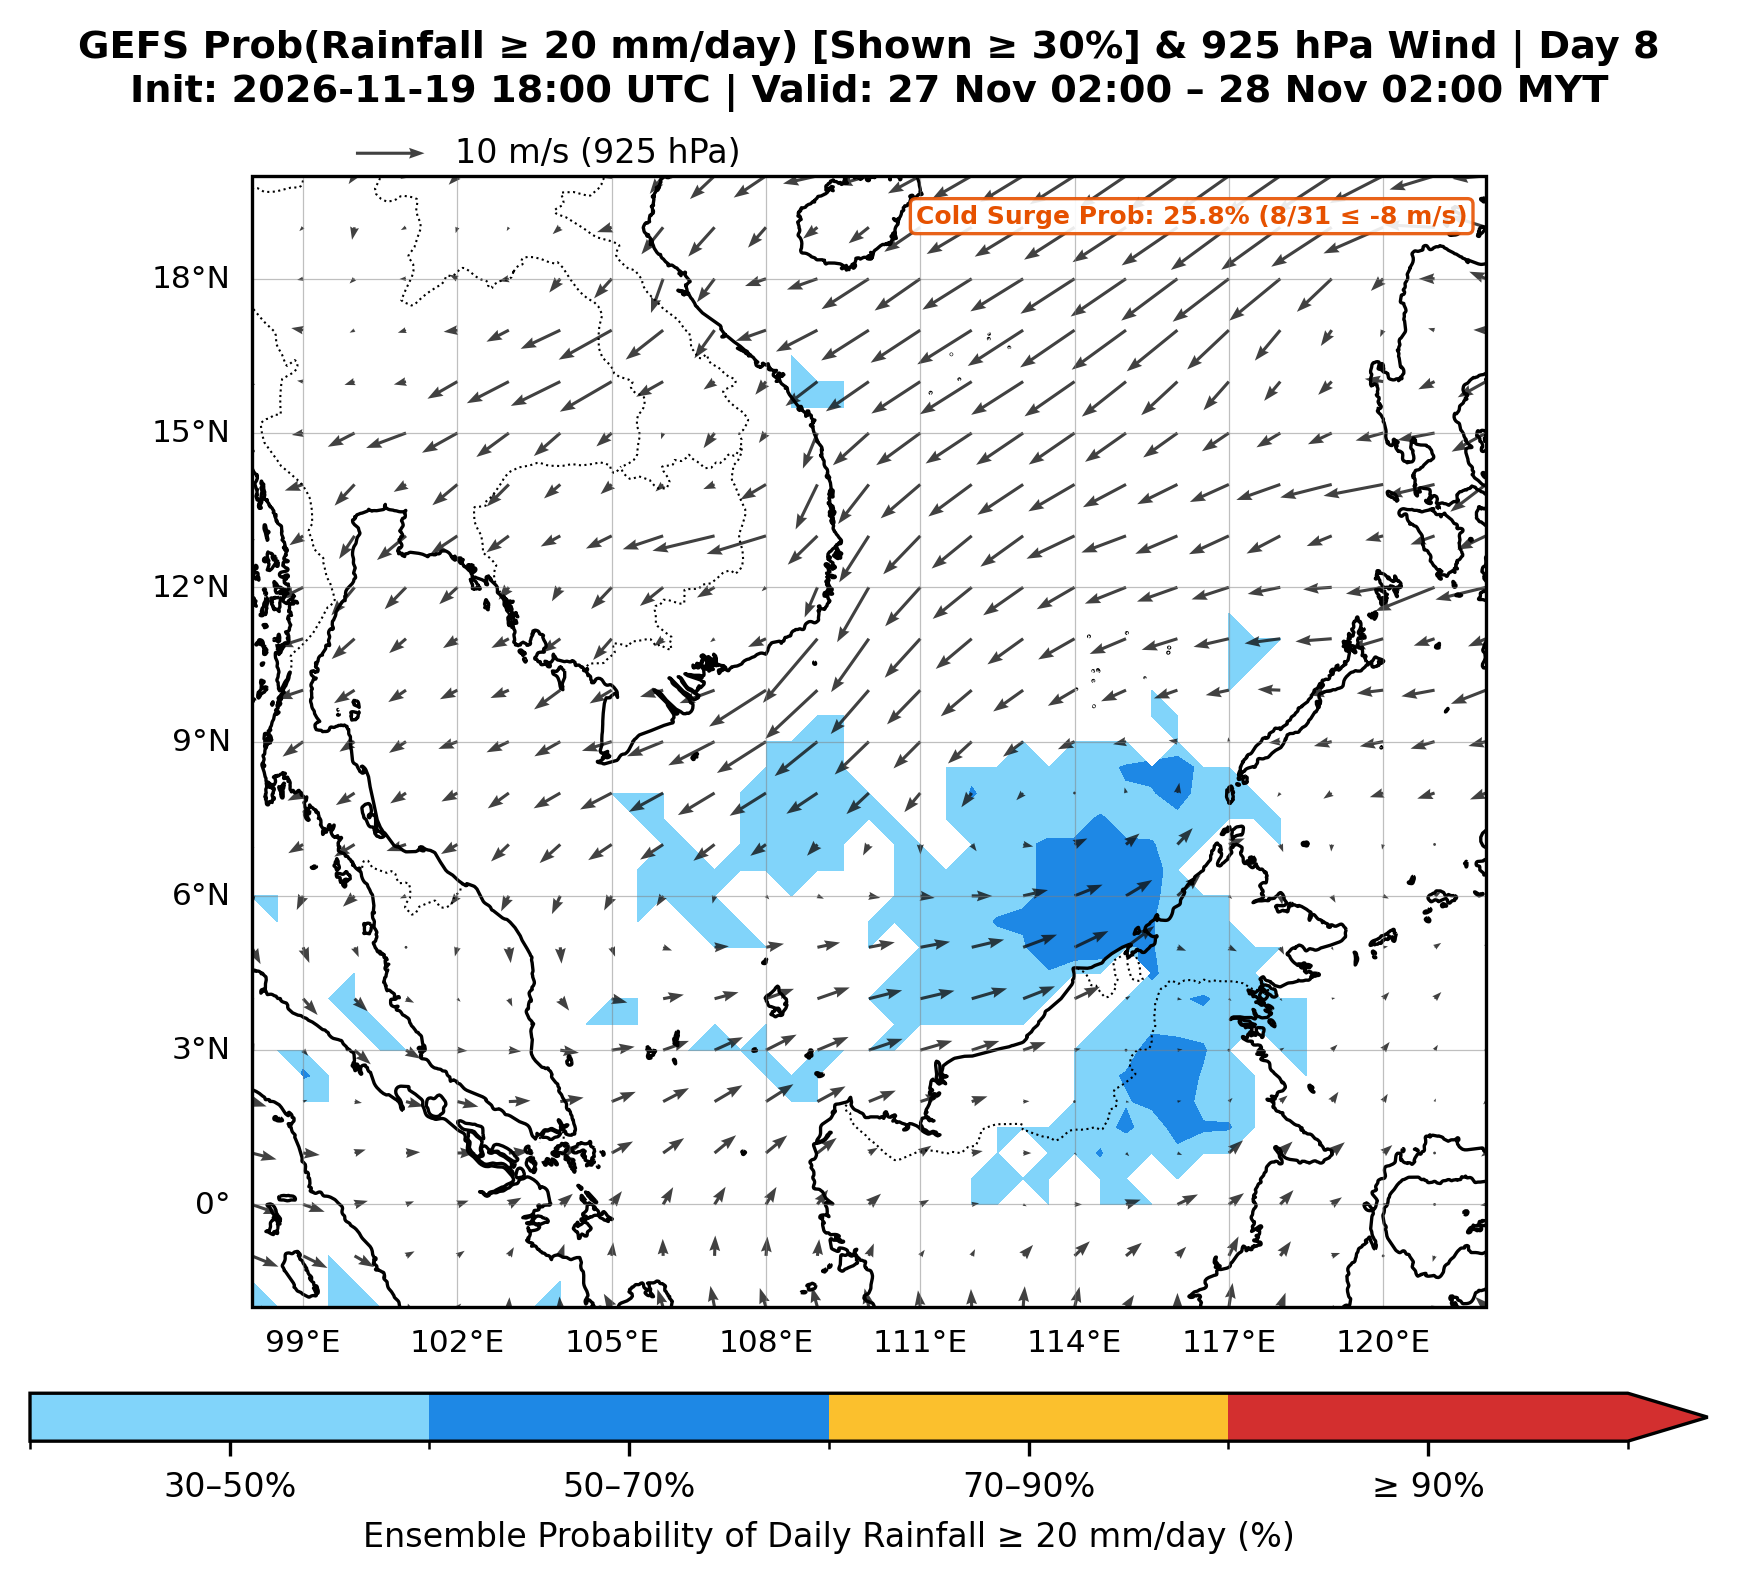 GEFS Prob(Rainfall ≥ 20 mm/day) [Shown ≥ 30%] & 925 hPa Wind | Day 8
Init: 2026-11-19 18:00 UTC | Valid: 27 Nov 02:00 – 28 Nov 02:00 MYT
10 m/s (925 hPa)
Cold Surge Prob: 25.8% (8/31 ≤ -8 m/s)
18°N
15°N
12°N
9°N
6°N
3°N
0°
99°E 102°E 105°E 108°E 111°E 114°E 117°E 120°E
30–50% 50–70% 70–90% ≥ 90%
Ensemble Probability of Daily Rainfall ≥ 20 mm/day (%)